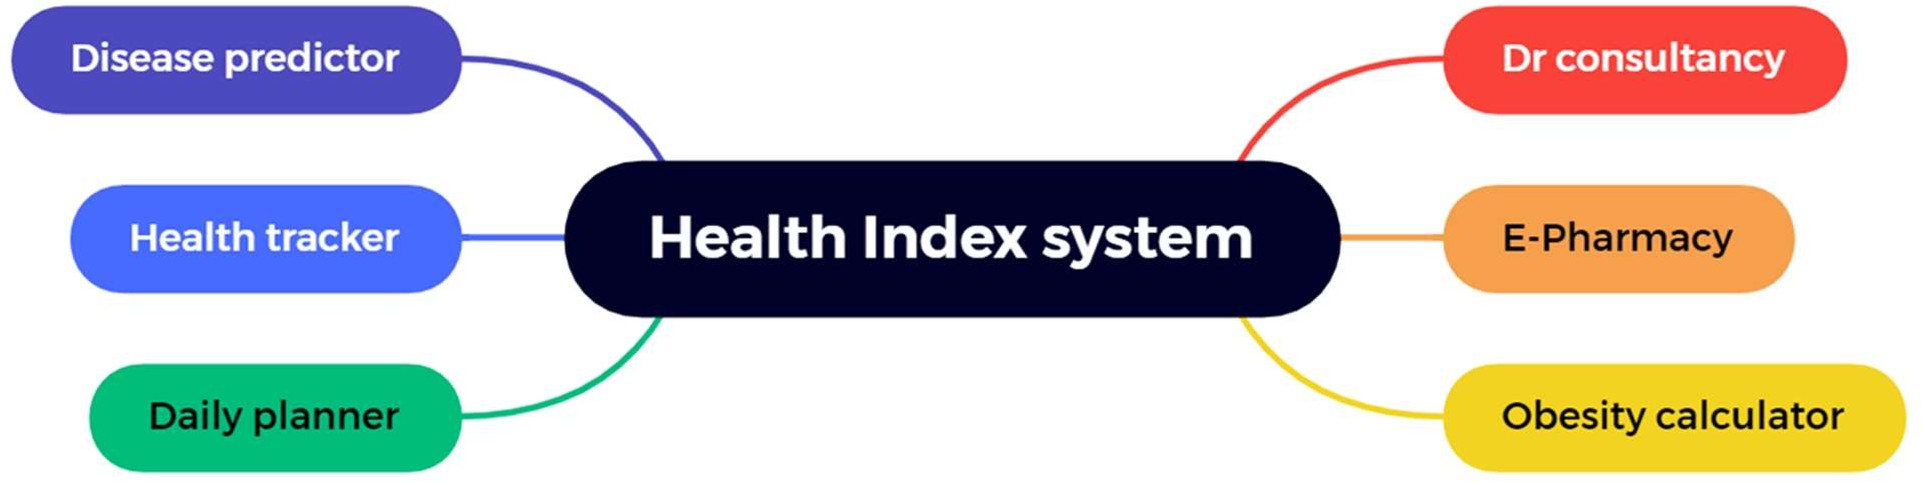 Disease predictor
Health tracker
Daily planner
Health Index system
Dr consultancy
E-Pharmacy
Obesity calculator